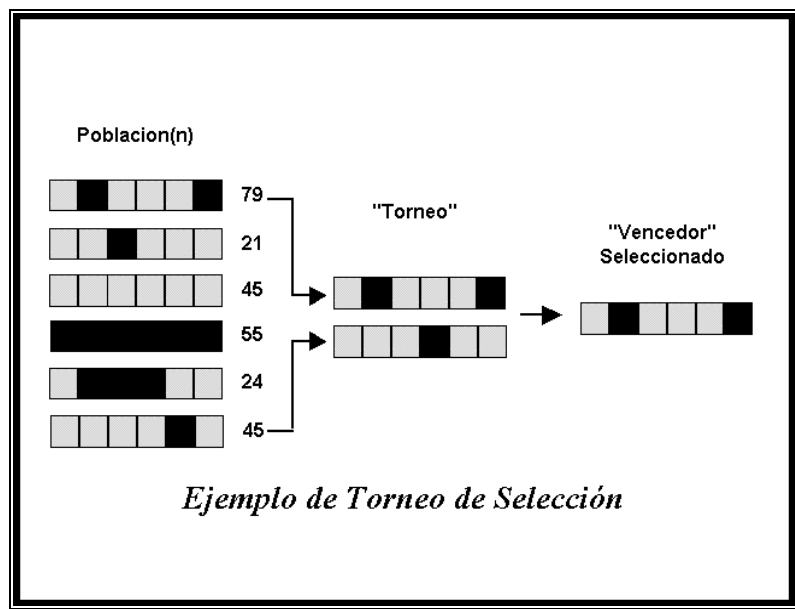 Poblacion(n)
79
21
45
55
24
45
"Torneo"
"Vencedor"
Seleccionado
Ejemplo de Torneo de Selección